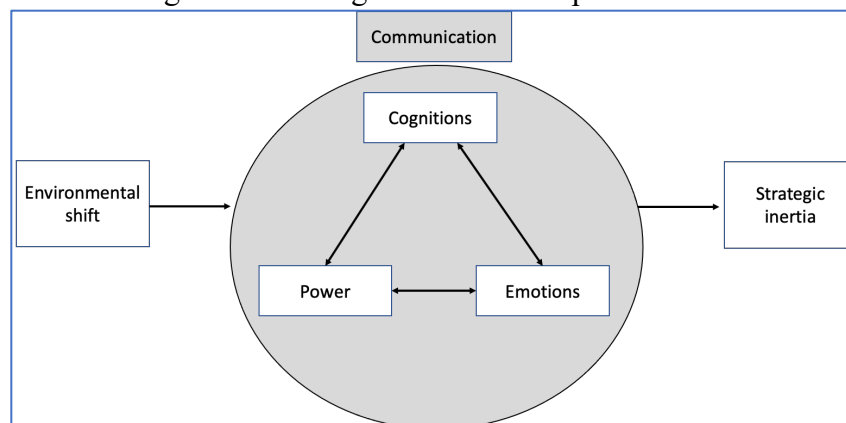 Communication
Cognitions
Environmental
shift
Strategic
inertia
Power
Emotions